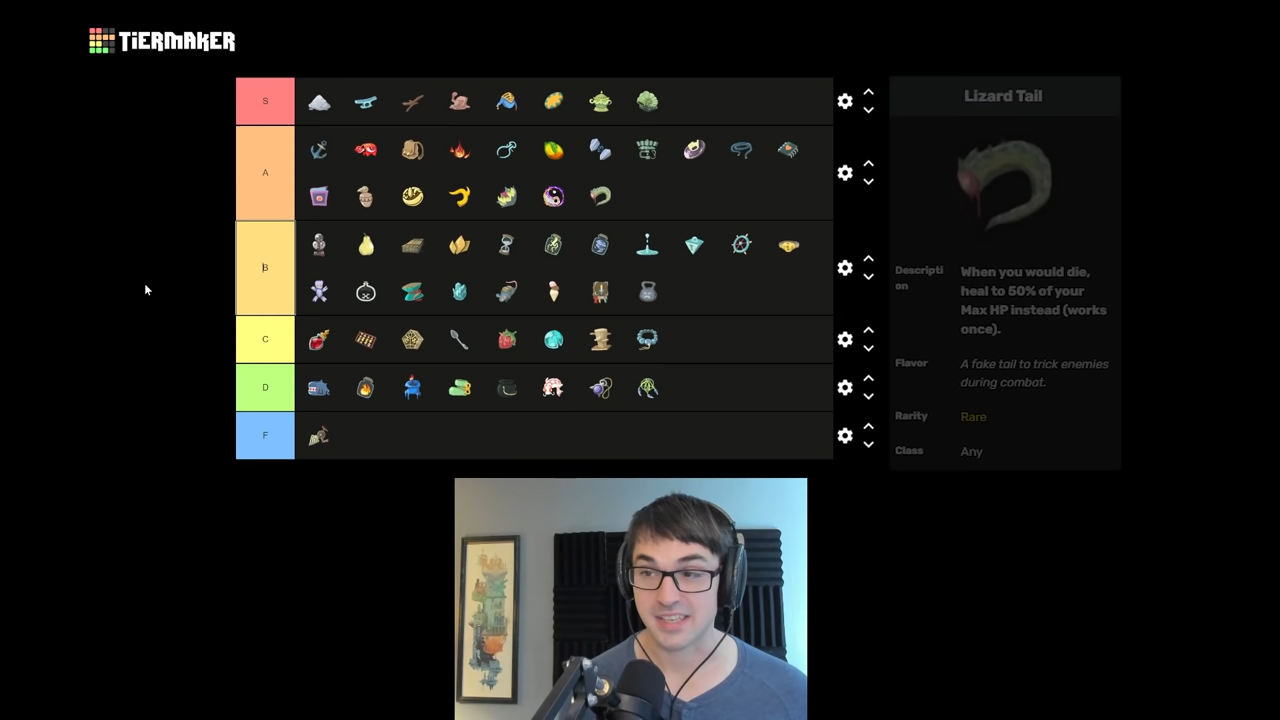 TiERMAKER
S
A
B
C
D
F
Lizard Tail
Descripti
on
When you would die,
heal to 50% of your
Max HP instead (works
once).
Flavor
A fake tail to trick enemies
during combat.
Rarity
Rare
Class
Any